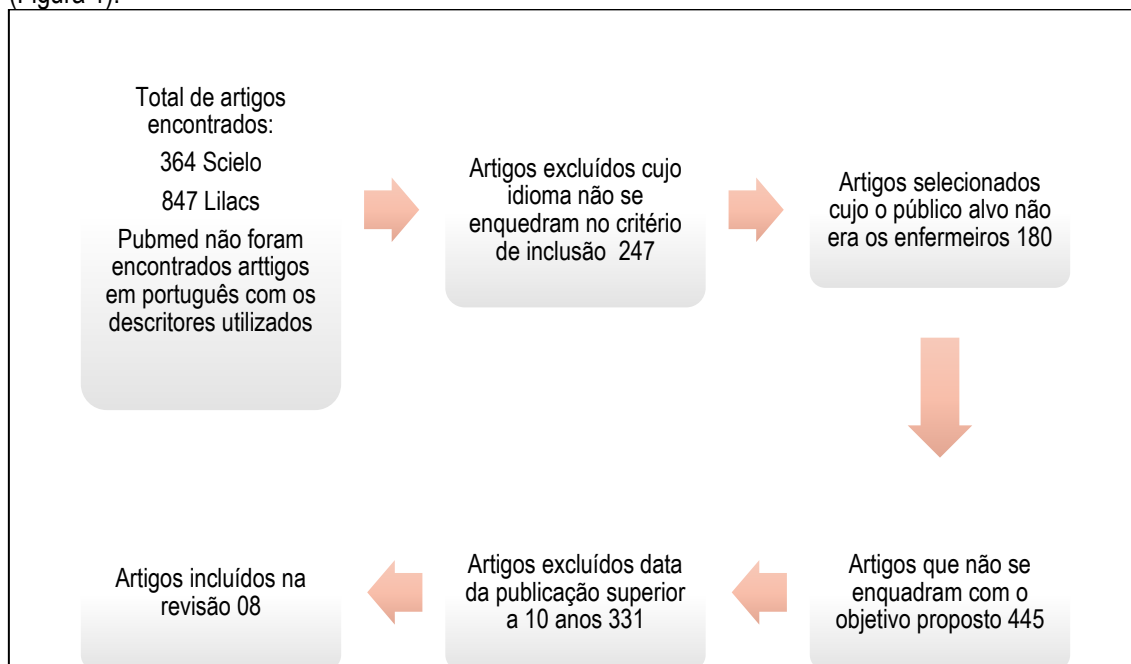 (Figura 1).
Total de artigos
encontrados:
364 Scielo
847 Lilacs
Pubmed não foram
encontrados arttigos
em português com os
descritores utilizados
Artigos excluídos cujo
idioma não se
enquedram no critério
de inclusão 247
Artigos selecionados
cujo o público alvo não
era os enfermeiros 180
Artigos que não se
enquadram com o
objetivo proposto 445
Artigos excluídos data
da publicação superior
a 10 anos 331
Artigos incluídos na
revisão 08